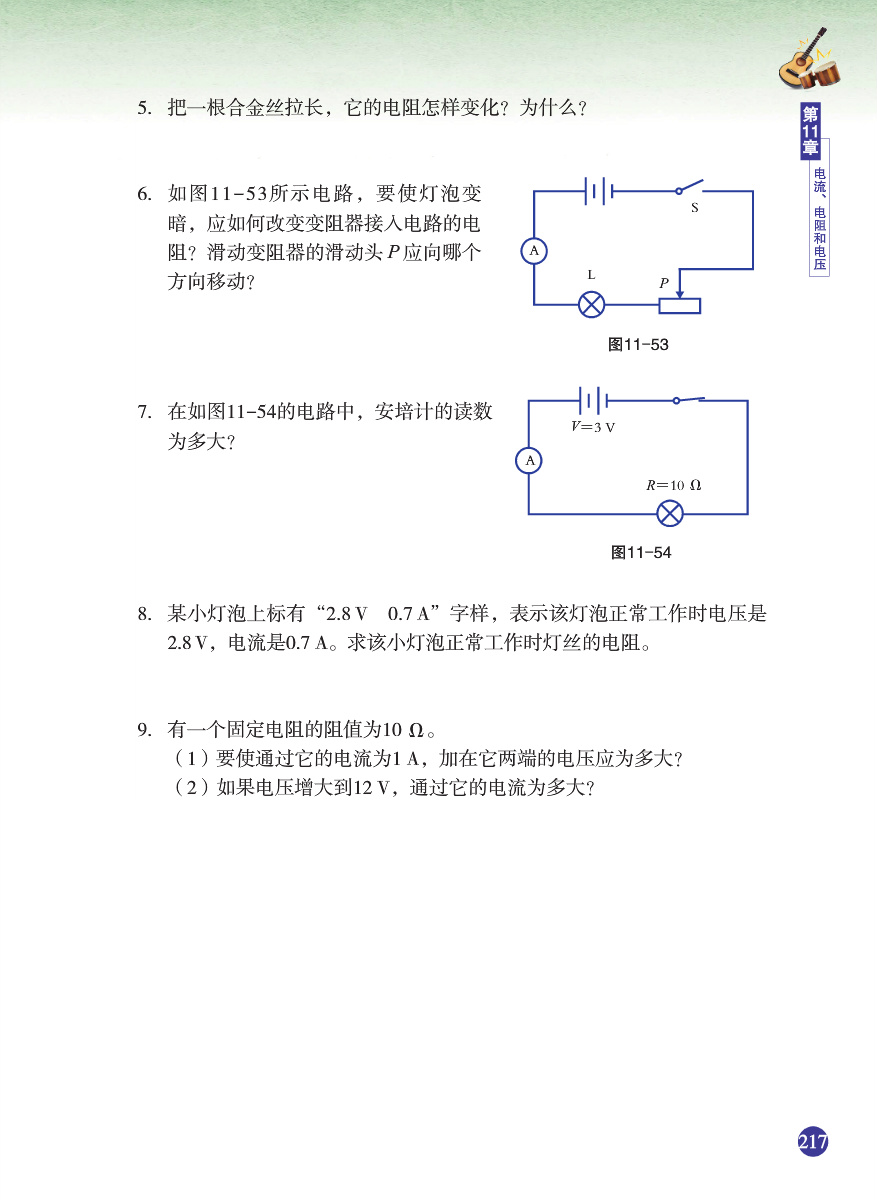 5. 把一根合金丝拉长，它的电阻怎样变化？为什么？
6. 如图11-53所示电路，要使灯泡变
暗，应如何改变变阻器接入电路的电
阻？滑动变阻器的滑动头 P 应向哪个
方向移动？
S
A
L
P
图11-53
7. 在如图11-54的电路中，安培计的读数
为多大？
V=3 V
A
R=10 Ω
图11-54
8. 某小灯泡上标有“2.8 V　0.7 A”字样，表示该灯泡正常工作时电压是
2.8 V，电流是0.7 A。求该小灯泡正常工作时灯丝的电阻。
9. 有一个固定电阻的阻值为10 Ω。
（1）要使通过它的电流为1 A，加在它两端的电压应为多大？
（2）如果电压增大到12 V，通过它的电流为多大？
第11章
电流、电阻和电压
217